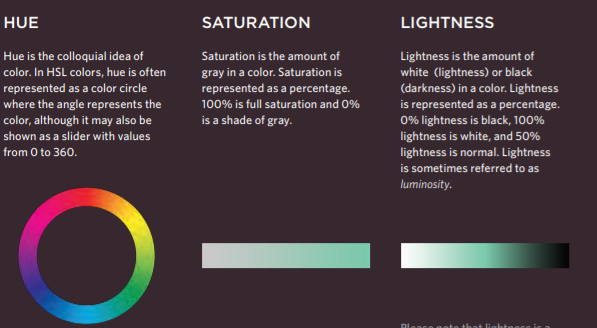 HUE
Hue is the colloquial idea of
color. In HSL colors, hue is often
represented as a color circle
where the angle represents the
color, although it may also be
shown as a slider with values
from 0 to 360.
SATURATION
Saturation is the amount of
gray in a color. Saturation is
represented as a percentage.
100% is full saturation and 0%
is a shade of gray.
LIGHTNESS
Lightness is the amount of
white (lightness) or black
(darkness) in a color. Lightness
is represented as a percentage.
0% lightness is black, 100%
lightness is white, and 50%
lightness is normal. Lightness
is sometimes referred to as
luminosity.
Please note that lightness is a